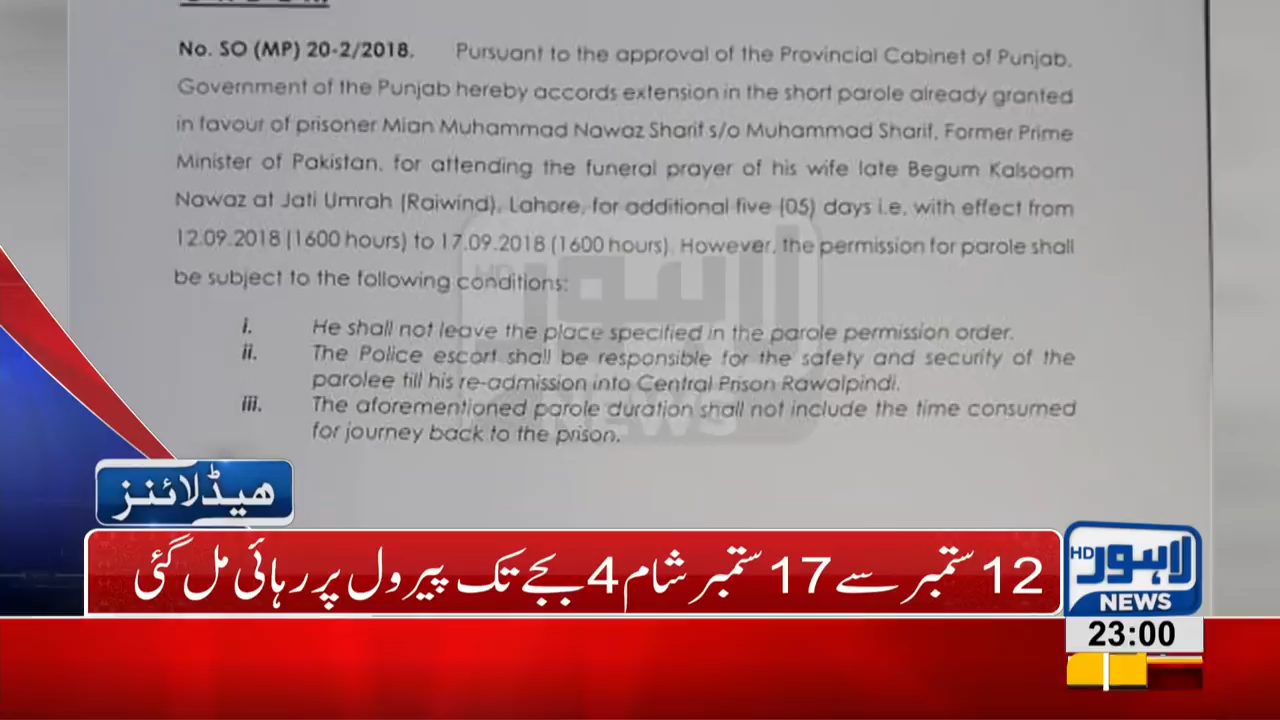 No. SO (MP) 20-2/2018. Pursuant to the approval of the Provincial Cabinet of Punjab,
Government of the Punjab hereby accords extension in the short parole already granted
in favour of prisoner Mian Muhammad Nawaz Sharif s/o Muhammad Sharif, Former Prime
Minister of Pakistan, for attending the funeral prayer of his wife late Begum Kalsoom
Nawaz at Jati Umrah (Raiwind), Lahore, for additional five (05) days i.e. with effect from
12.09.2018 (1600 hours) to 17.09.2018 (1600 hours). However, the permission for parole shall
be subject to the following conditions:
i. He shall not leave the place specified in the parole permission order.
ii. The Police escort shall be responsible for the safety and security of the
parolee till his re-admission into Central Prison Rawalpindi.
iii. The aforementioned parole duration shall not include the time consumed
for journey back to the prison.
HD لاہور
NEWS
ہیڈلائنز
12 ستمبر سے 17 ستمبر شام 4 بجے تک پیرول پر رہائی مل گئی
HD لاہور
NEWS
23:00